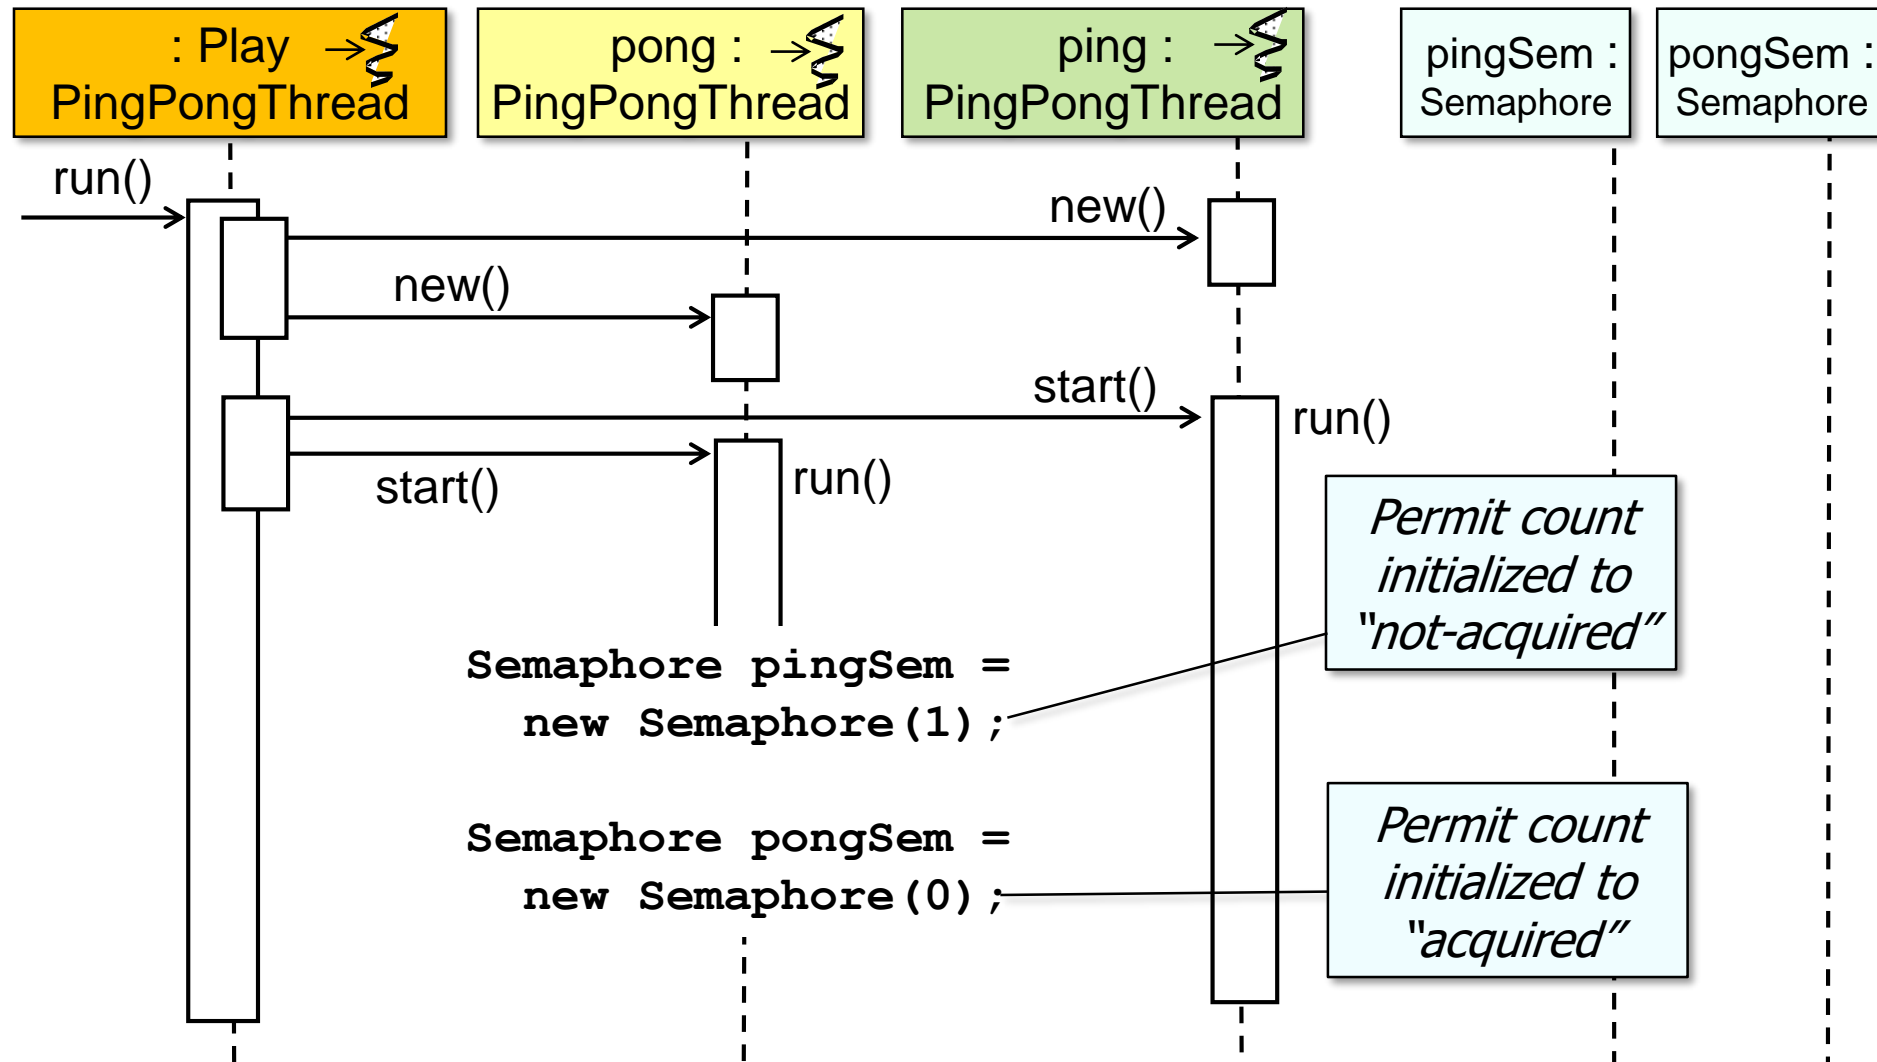 : Play
PingPongThread
pong :
PingPongThread
ping :
PingPongThread
pingSem :
Semaphore
pongSem :
Semaphore
run()
new()
new()
start()
run()
start()
run()
Permit count
initialized to
“not-acquired”
Semaphore pingSem =
new Semaphore(1);
Permit count
initialized to
“acquired”
Semaphore pongSem =
new Semaphore(0);